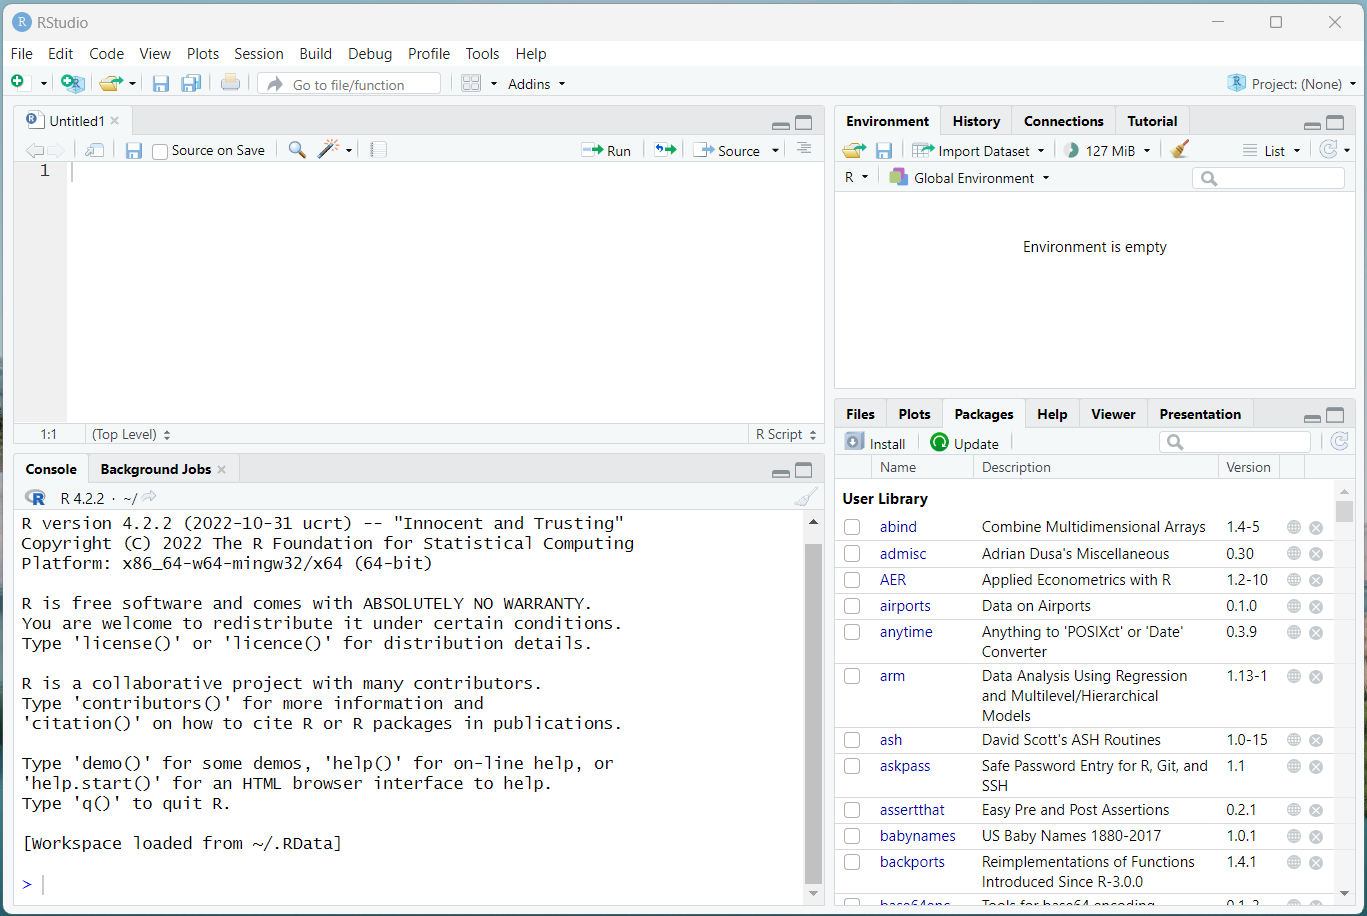 RStudio
File Edit Code View Plots Session Build Debug Profile Tools Help
Go to file/function Addins Project: (None)
Untitled1
Source on Save Run Source
1
1:1 (Top Level) R Script
Console Background Jobs
R 4.2.2 · ~/
R version 4.2.2 (2022-10-31 ucrt) -- "Innocent and Trusting"
Copyright (C) 2022 The R Foundation for Statistical Computing
Platform: x86_64-w64-mingw32/x64 (64-bit)
R is free software and comes with ABSOLUTELY NO WARRANTY.
You are welcome to redistribute it under certain conditions.
Type 'license()' or 'licence()' for distribution details.
R is a collaborative project with many contributors.
Type 'contributors()' for more information and
'citation()' on how to cite R or R packages in publications.
Type 'demo()' for some demos, 'help()' for on-line help, or
'help.start()' for an HTML browser interface to help.
Type 'q()' to quit R.
[Workspace loaded from ~/.RData]
>
Environment History Connections Tutorial
Import Dataset 127 MiB List
R Global Environment
Environment is empty
Files Plots Packages Help Viewer Presentation
Install Update
Name Description Version
User Library
abind Combine Multidimensional Arrays 1.4-5
admisc Adrian Dusa's Miscellaneous 0.30
AER Applied Econometrics with R 1.2-10
airports Data on Airports 0.1.0
anytime Anything to 'POSIXct' or 'Date' 0.3.9
Converter
arm Data Analysis Using Regression 1.13-1
and Multilevel/Hierarchical
Models
ash David Scott's ASH Routines 1.0-15
askpass Safe Password Entry for R, Git, and 1.1
SSH
assertthat Easy Pre and Post Assertions 0.2.1
babynames US Baby Names 1880-2017 1.0.1
backports Reimplementations of Functions 1.4.1
Introduced Since R-3.0.0
base64enc Tools for base64 encoding